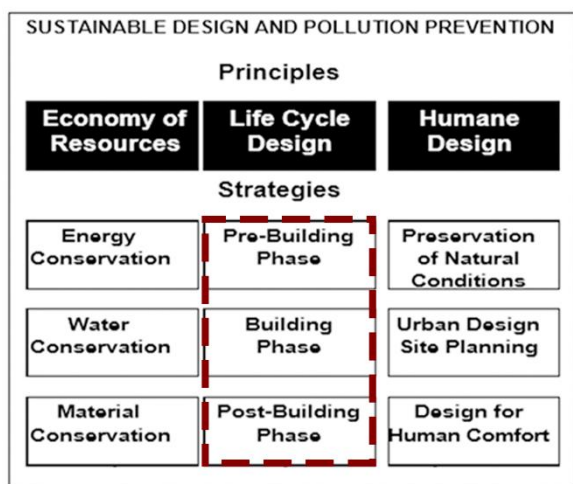 SUSTAINABLE DESIGN AND POLLUTION PREVENTION
Principles
Economy of
Resources
Life Cycle
Design
Humane
Design
Strategies
Energy
Conservation
Pre-Building
Phase
Preservation
of Natural
Conditions
Water
Conservation
Building
Phase
Urban Design
Site Planning
Material
Conservation
Post-Building
Phase
Design for
Human Comfort